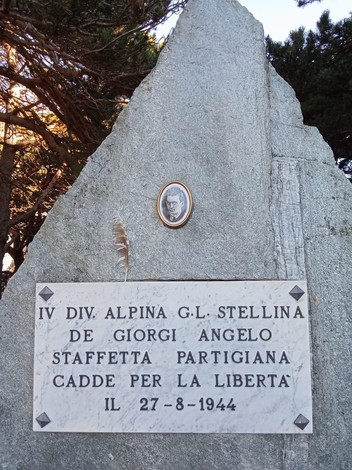 IV DIV. ALPINA G.L. STELLINA
DE GIORGI ANGELO
STAFFETTA PARTIGIANA
CADDE PER LA LIBERTA'
IL 27-8-1944